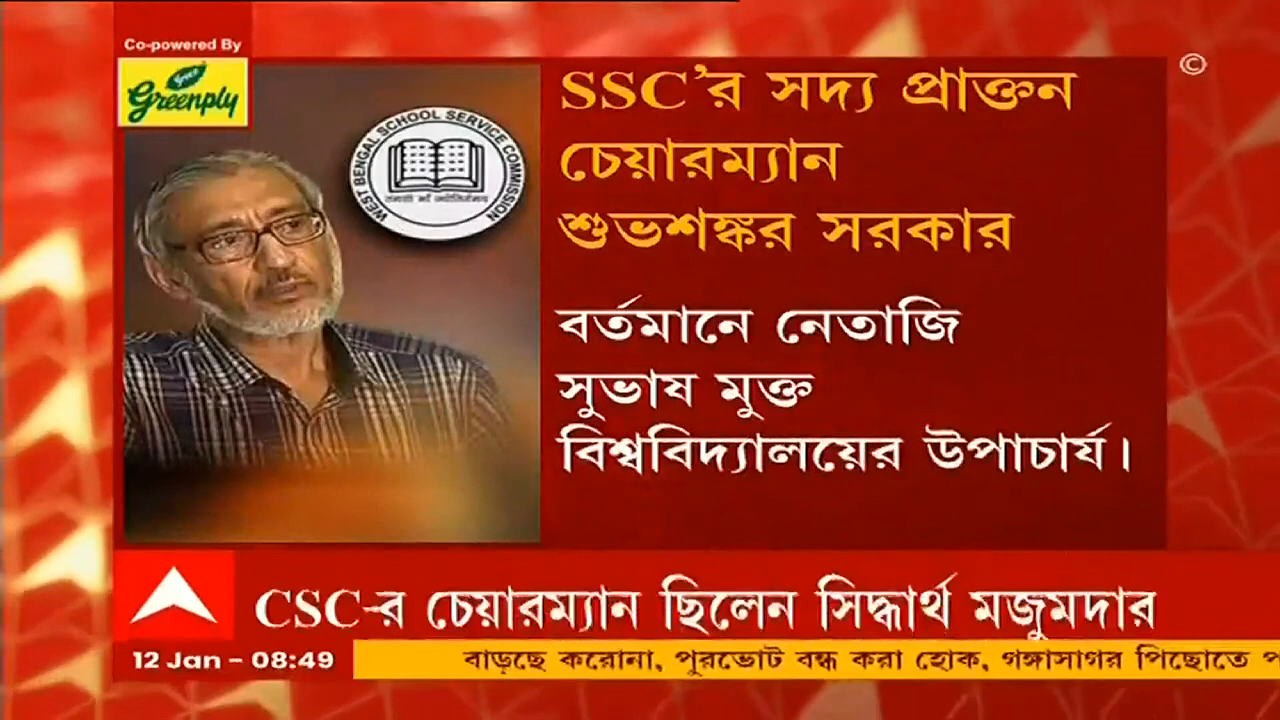 Co-powered By
Green
Greenply
WEST BENGAL SCHOOL SERVICE COMMISSION
©
SSC'র সদ্য প্রাক্তন
চেয়ারম্যান
শুভশঙ্কর সরকার
বর্তমানে নেতাজি
সুভাষ মুক্ত
বিশ্ববিদ্যালয়ের উপাচার্য।
CSC-র চেয়ারম্যান ছিলেন সিদ্ধার্থ মজুমদার
12 Jan - 08:49
বাড়ছে করোনা, পুরভোট বন্ধ করা হোক, গঙ্গাসাগর পিছোতে